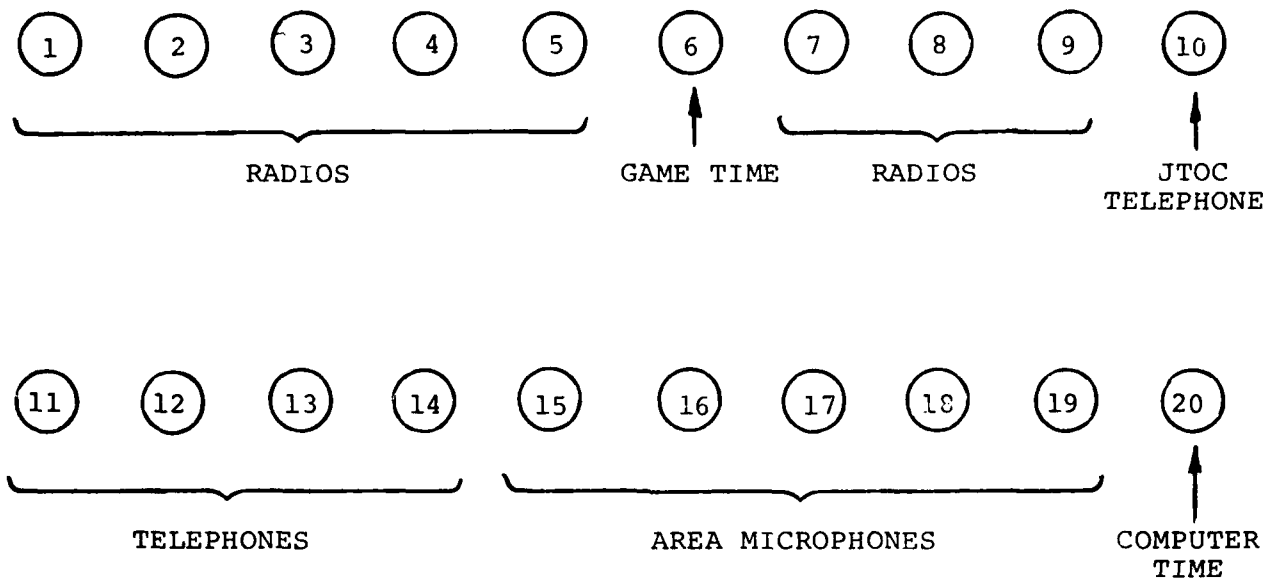 1 2 3 4 5 6 7 8 9 10
RADIOS GAME TIME RADIOS JTOC
TELEPHONE
11 12 13 14 15 16 17 18 19 20
TELEPHONES AREA MICROPHONES COMPUTER
TIME